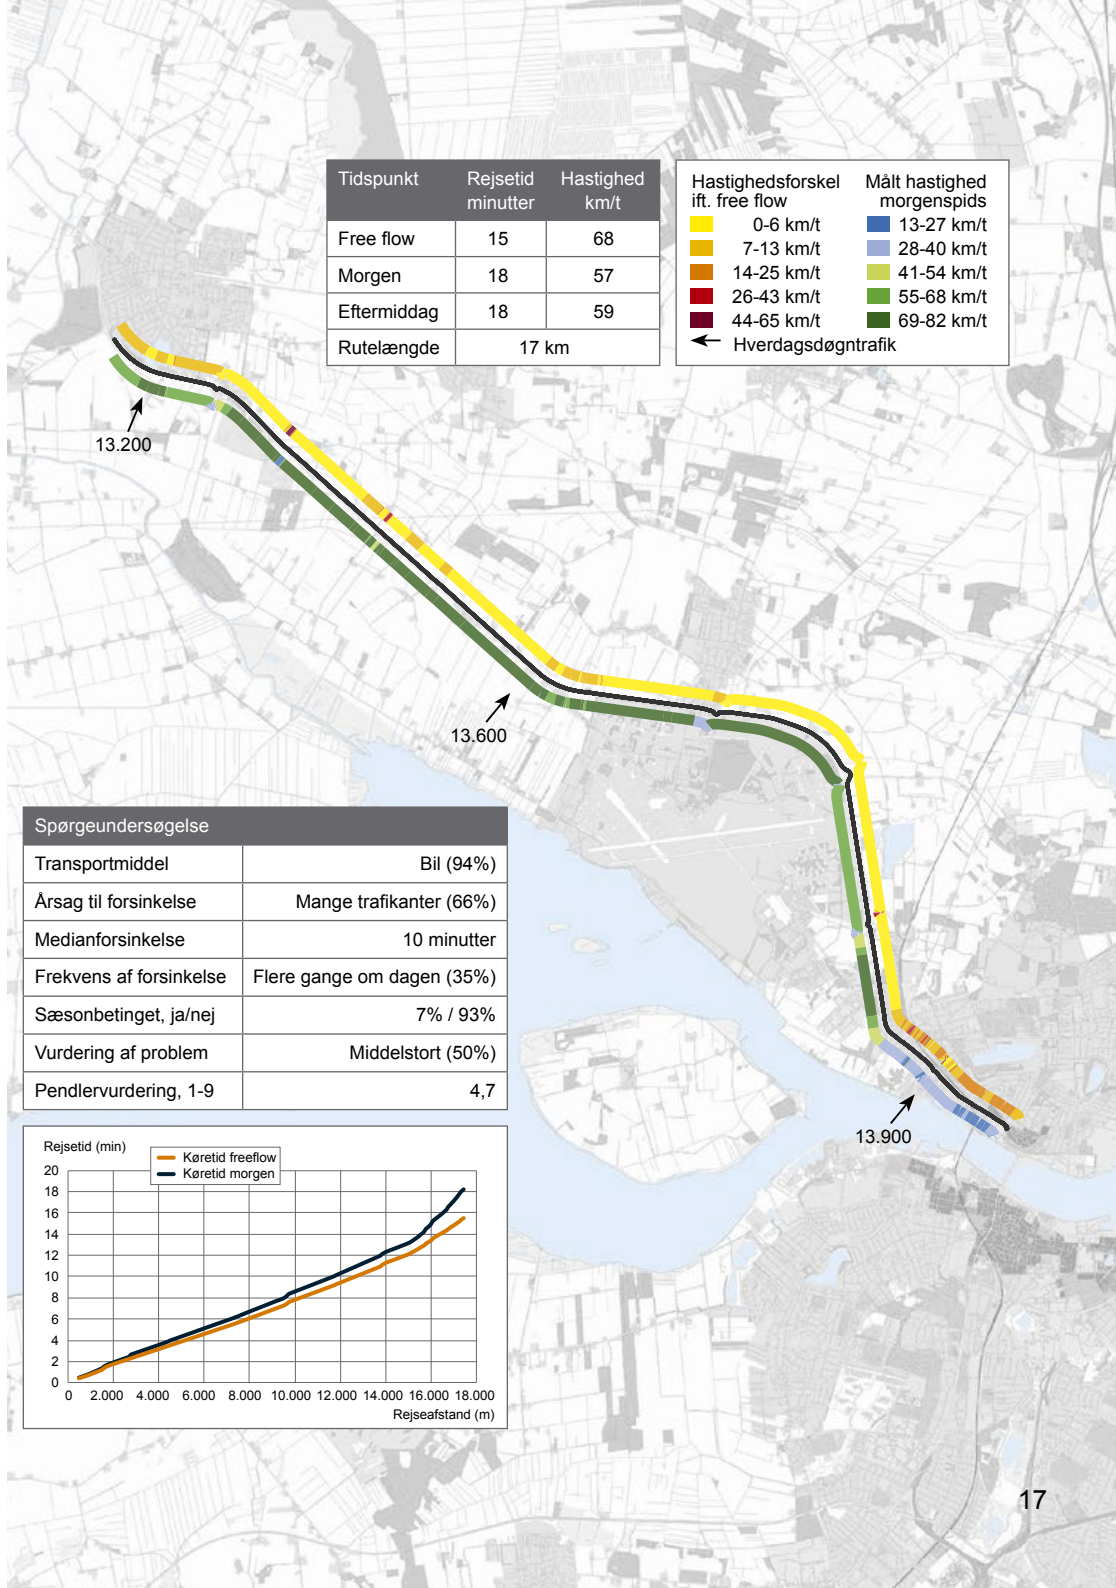 Tidspunkt Rejsetid minutter Hastighed km/t
Free flow 15 68
Morgen 18 57
Eftermiddag 18 59
Rutelængde 17 km
Hastighedsforskel ift. free flow
0-6 km/t
7-13 km/t
14-25 km/t
26-43 km/t
44-65 km/t
Målt hastighed morgenspids
13-27 km/t
28-40 km/t
41-54 km/t
55-68 km/t
69-82 km/t
Hverdagsdøgntrafik
13.200
13.600
13.900
Spørgeundersøgelse
Transportmiddel Bil (94%)
Årsag til forsinkelse Mange trafikanter (66%)
Medianforsinkelse 10 minutter
Frekvens af forsinkelse Flere gange om dagen (35%)
Sæsonbetinget, ja/nej 7% / 93%
Vurdering af problem Middelstort (50%)
Pendlervurdering, 1-9 4,7
Rejsetid (min)
Køretid freeflow
Køretid morgen
20
18
16
14
12
10
8
6
4
2
0
0 2.000 4.000 6.000 8.000 10.000 12.000 14.000 16.000 18.000
Rejseafstand (m)
17